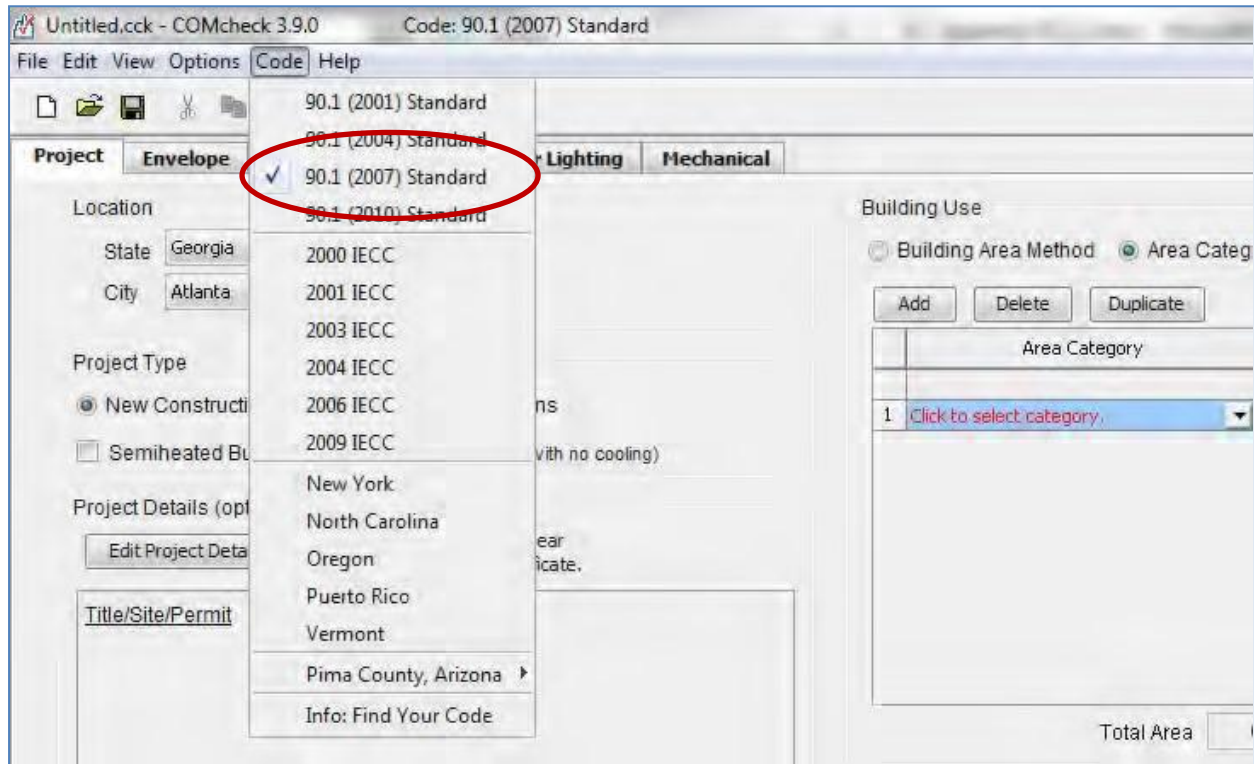 Untitled.cck - COMcheck 3.9.0 Code: 90.1 (2007) Standard
File Edit View Options Code Help
90.1 (2001) Standard
90.1 (2004) Standard
90.1 (2007) Standard
90.1 (2010) Standard
2000 IECC
2001 IECC
2003 IECC
2004 IECC
2006 IECC
2009 IECC
New York
North Carolina
Oregon
Puerto Rico
Vermont
Pima County, Arizona
Info: Find Your Code
Project Envelope Lighting Mechanical
Location
State Georgia
City Atlanta
Project Type
New Constructi ns
Semiheated Bu with no cooling)
Project Details (opt
Edit Project Deta ear
icate.
Title/Site/Permit
Building Use
Building Area Method Area Categ
Add Delete Duplicate
Area Category
1 Click to select category.
Total Area